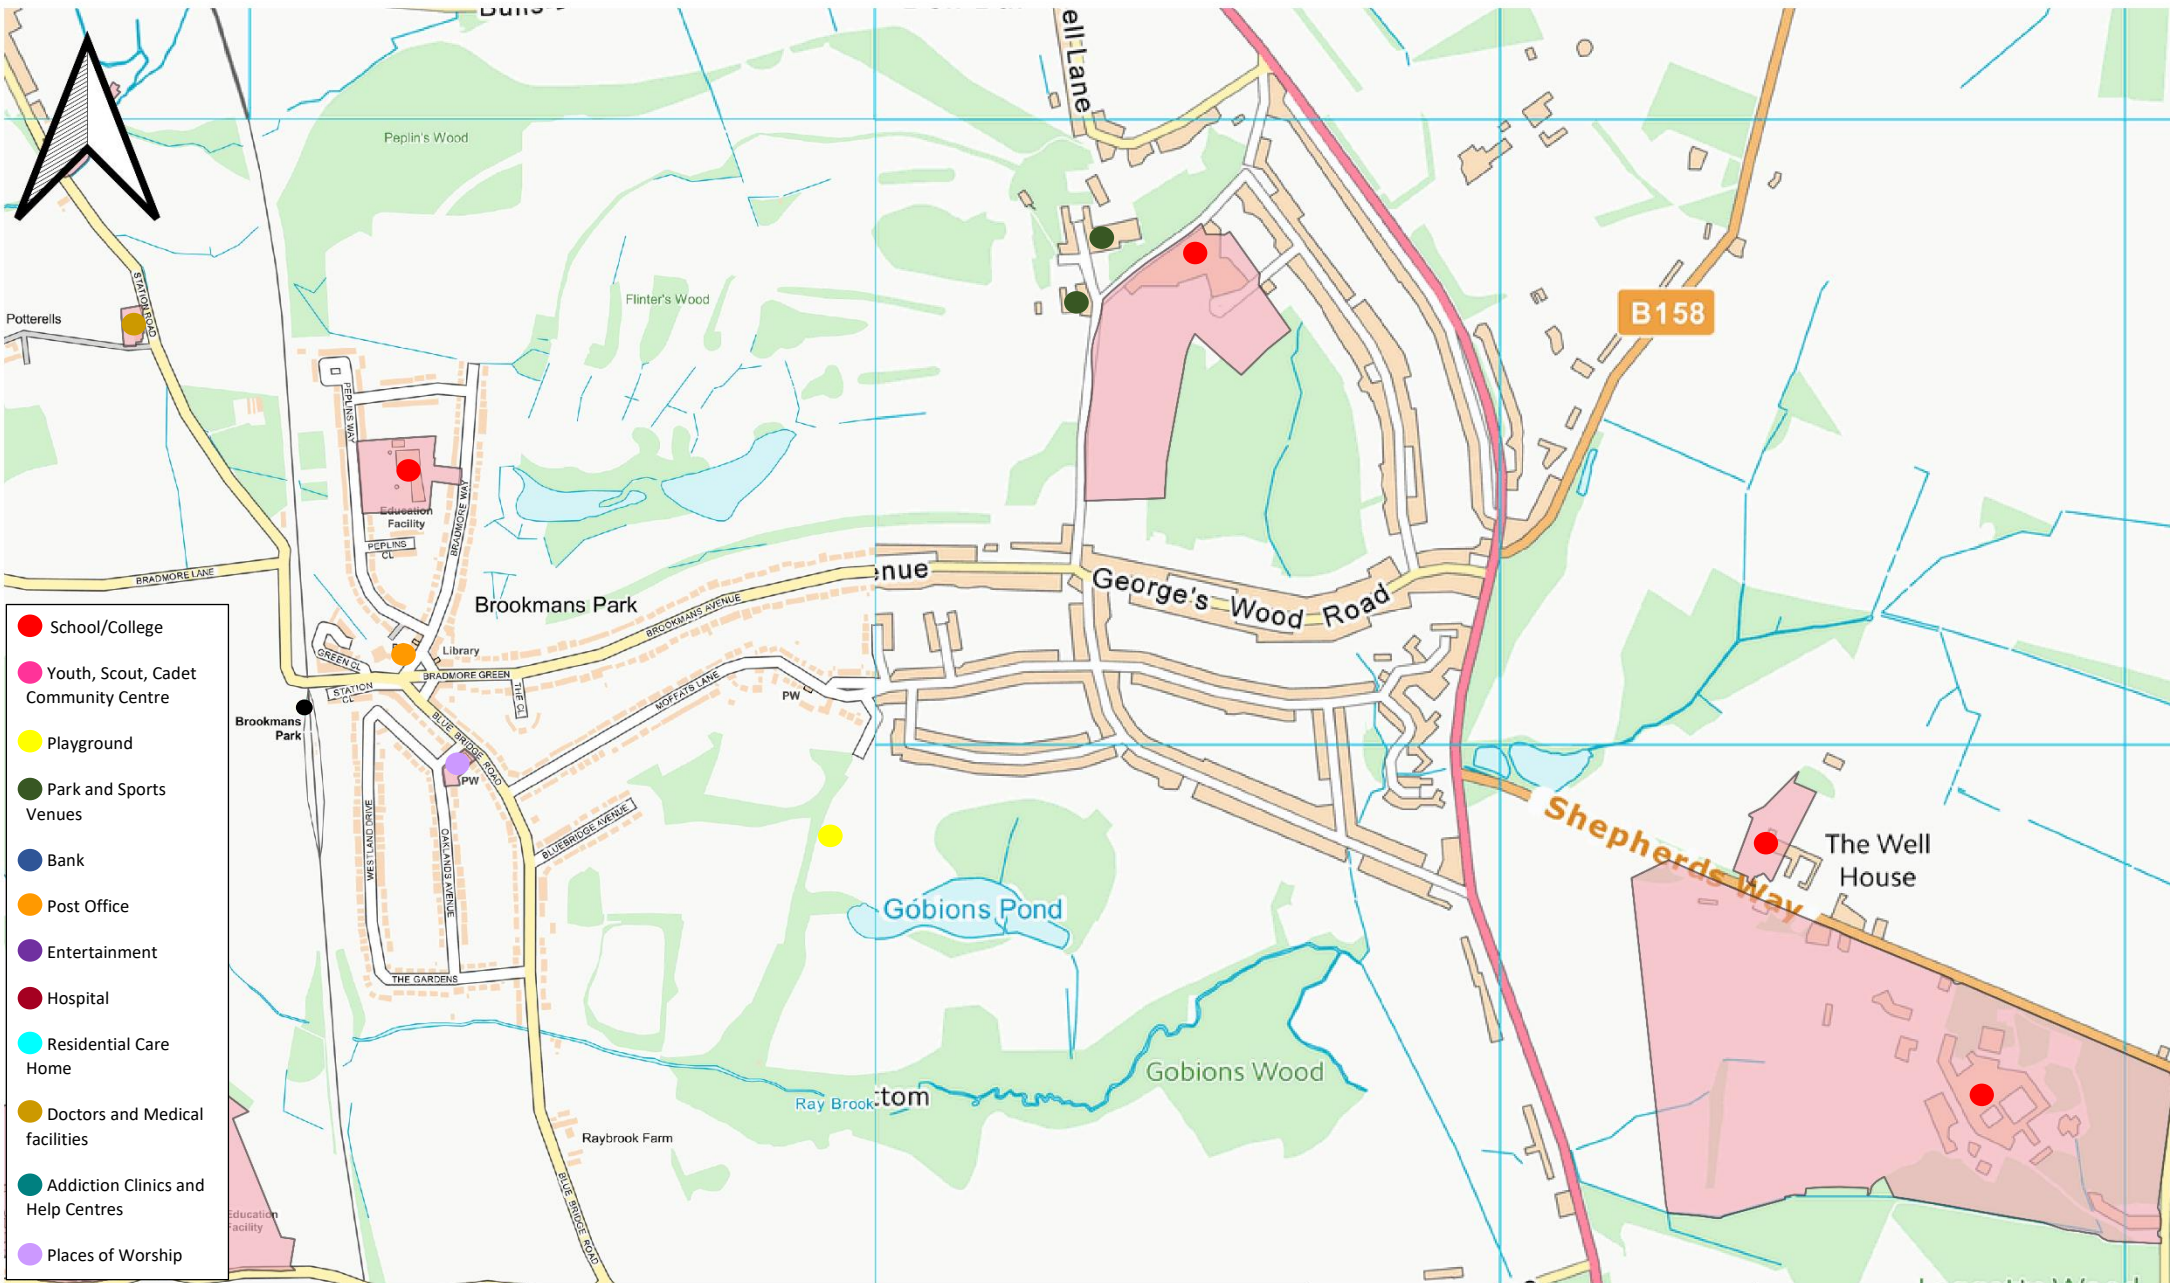 ell Lane
Peplin's Wood
STATION ROAD
Potterells
Flinter's Wood
B158
PEPLINS WAY
Education
Facility
BRADMORE WAY
PEPLINS
CL
BRADMORE LANE
enue
George's Wood Road
Brookmans Park
BROOKMANS AVENUE
Library
GREEN CL
BRADMORE GREEN
STATION
CL
THE CL
MOFFATS LANE
PW
Brookmans
Park
BLUE BRIDGE ROAD
PW
WESTLAND DRIVE
OAKLANDS AVENUE
BLUEBRIDGE AVENUE
THE GARDENS
Shepherds Way
The Well
House
Gobions Pond
Gobions Wood
Ray Brook
ttom
Raybrook Farm
BLUE BRIDGE ROAD
Education
Facility
School/College
Youth, Scout, Cadet
Community Centre
Playground
Park and Sports
Venues
Bank
Post Office
Entertainment
Hospital
Residential Care
Home
Doctors and Medical
facilities
Addiction Clinics and
Help Centres
Places of Worship